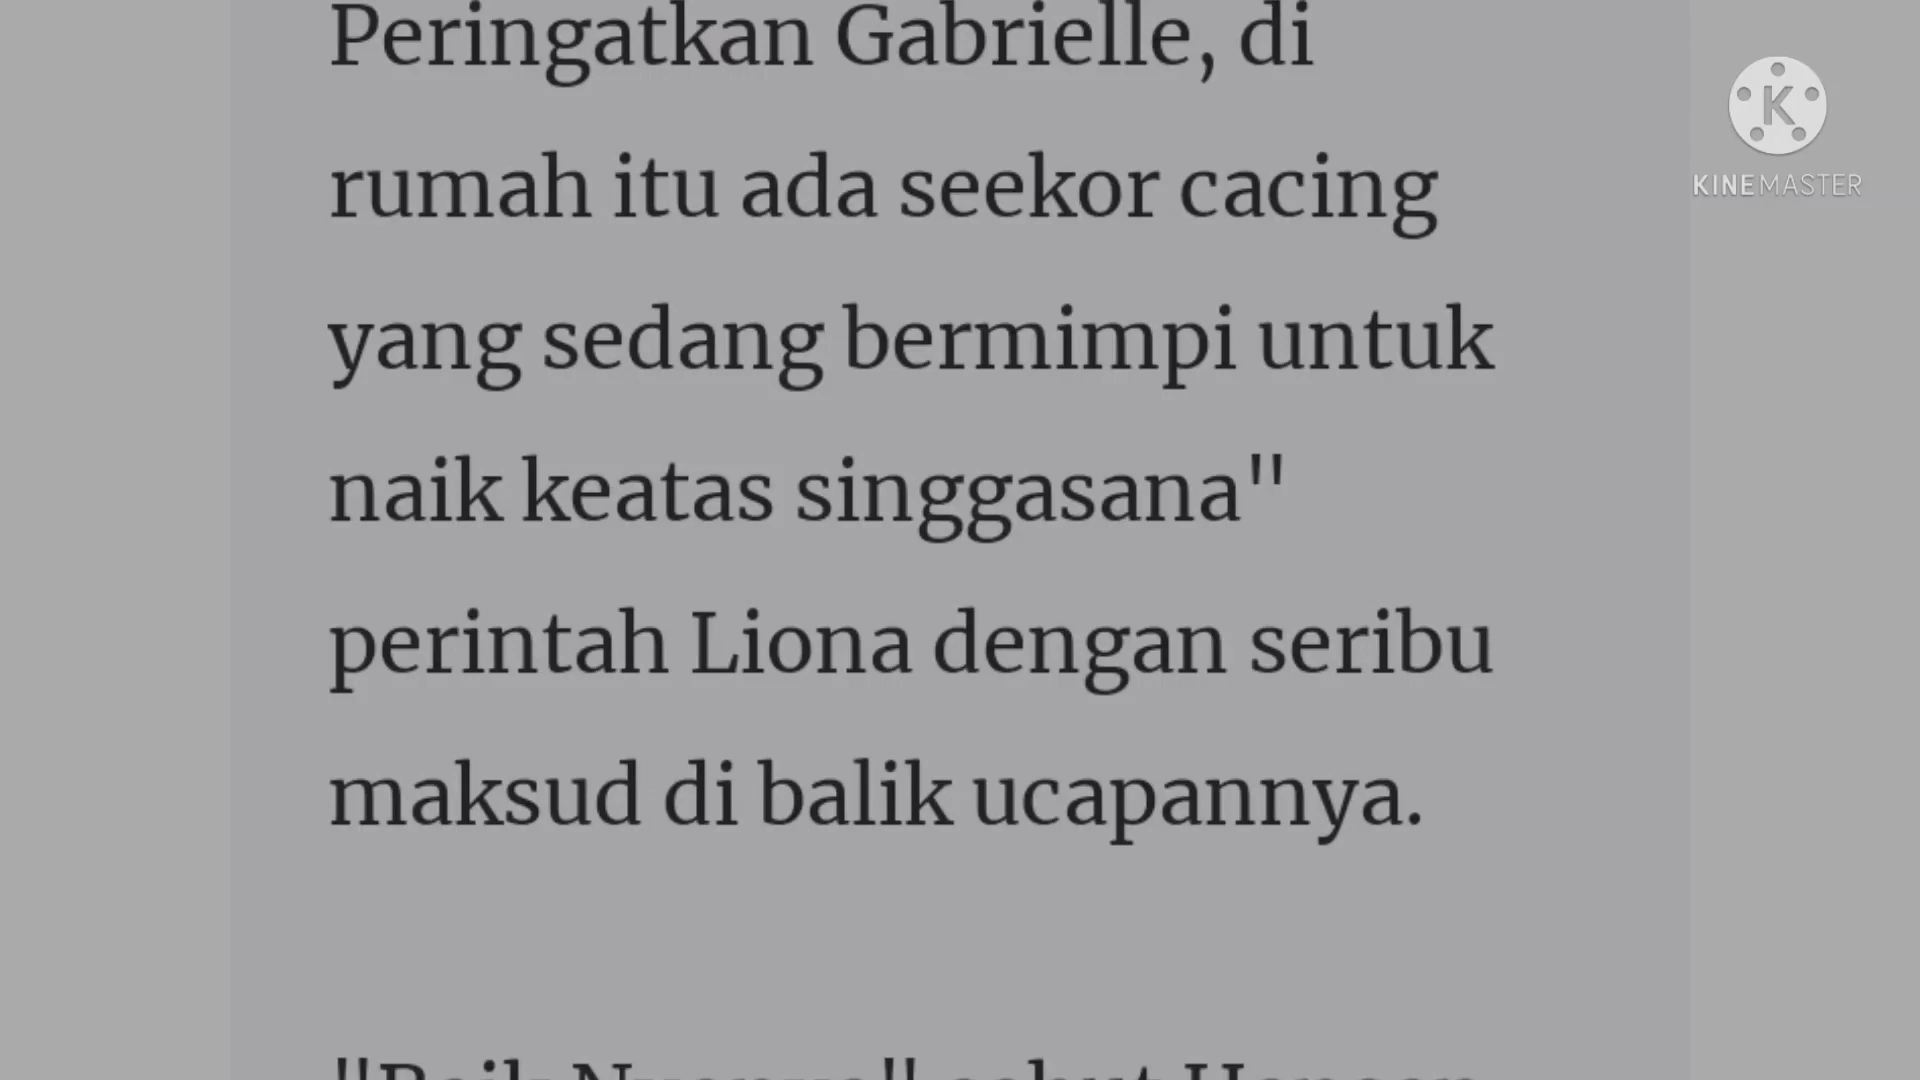 Peringatkan Gabrielle, di
rumah itu ada seekor cacing
yang sedang bermimpi untuk
naik keatas singgasana"
perintah Liona dengan seribu
maksud di balik ucapannya.
K
KINEMASTER